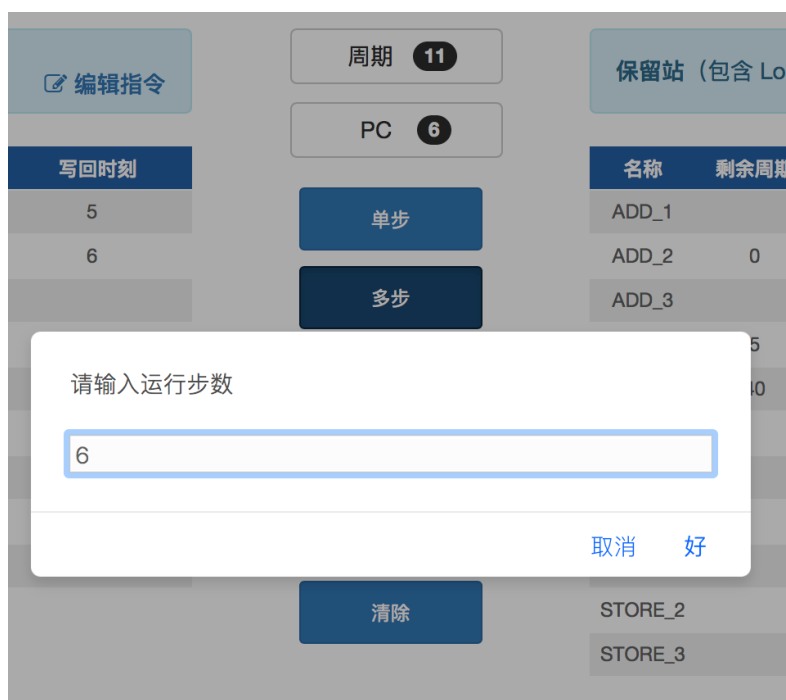 编辑指令
周期 11
保留站（包含 Lo
PC 6
写回时刻
名称 剩余周期
5
单步
ADD_1
6
ADD_2 0
多步
ADD_3
5
请输入运行步数
40
6
取消 好
清除
STORE_2
STORE_3